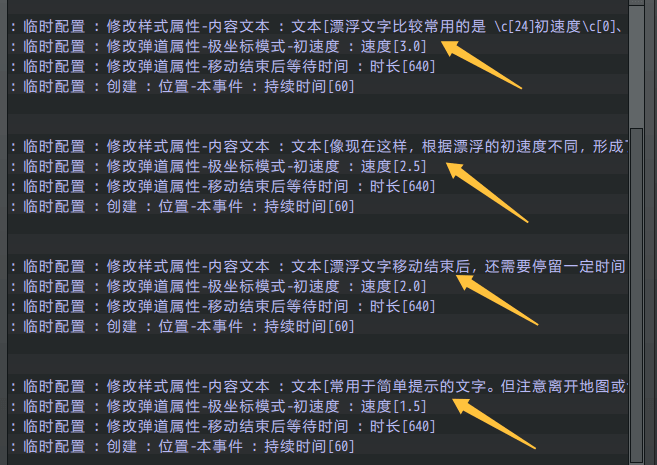 : 临时配置 : 修改样式属性-内容文本 : 文本[漂浮文字比较常用的是 \c[24]初速度\c[0]、
: 临时配置 : 修改弹道属性-极坐标模式-初速度 : 速度[3.0]
: 临时配置 : 修改弹道属性-移动结束后等待时间 : 时长[640]
: 临时配置 : 创建 : 位置-本事件 : 持续时间[60]
: 临时配置 : 修改样式属性-内容文本 : 文本[像现在这样，根据漂浮的初速度不同，形成
: 临时配置 : 修改弹道属性-极坐标模式-初速度 : 速度[2.5]
: 临时配置 : 修改弹道属性-移动结束后等待时间 : 时长[640]
: 临时配置 : 创建 : 位置-本事件 : 持续时间[60]
: 临时配置 : 修改样式属性-内容文本 : 文本[漂浮文字移动结束后，还需要停留一定时间
: 临时配置 : 修改弹道属性-极坐标模式-初速度 : 速度[2.0]
: 临时配置 : 修改弹道属性-移动结束后等待时间 : 时长[640]
: 临时配置 : 创建 : 位置-本事件 : 持续时间[60]
: 临时配置 : 修改样式属性-内容文本 : 文本[常用于简单提示的文字。但注意离开地图或
: 临时配置 : 修改弹道属性-极坐标模式-初速度 : 速度[1.5]
: 临时配置 : 修改弹道属性-移动结束后等待时间 : 时长[640]
: 临时配置 : 创建 : 位置-本事件 : 持续时间[60]